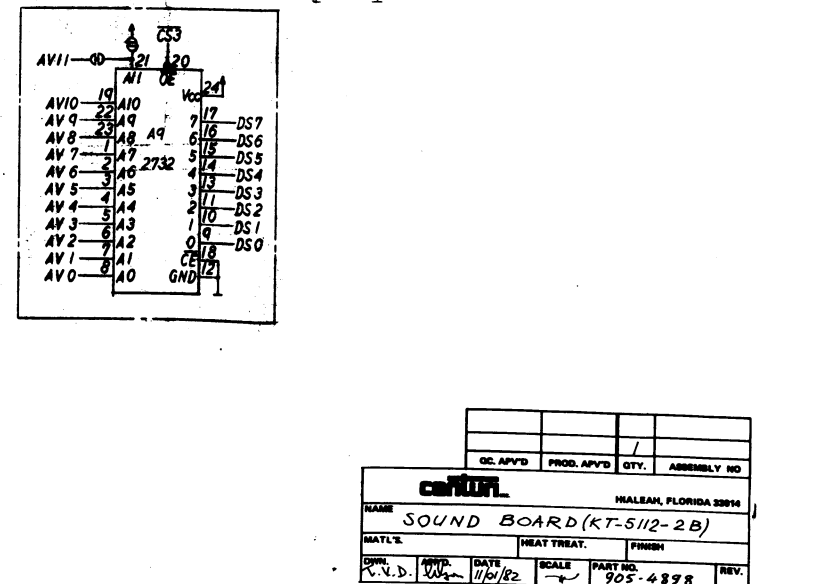 CS3
AV11 21 20
A11 OE
Vcc 24
AV10 19 A10
AV9 22 A9
AV8 23 A8
AV7 1 A7
AV6 2 A6
AV5 3 A5
AV4 4 A4
AV3 5 A3
AV2 6 A2
AV1 7 A1
AV0 8 A0
A9
2732
7 17 DS7
6 16 DS6
5 15 DS5
4 14 DS4
3 13 DS3
2 11 DS2
1 10 DS1
0 9 DS0
CE 18
GND 12
1
QC. APV'D PROD. APV'D QTY. ASSEMBLY NO
centuri
HIALEAH, FLORIDA 33014
NAME
SOUND BOARD (KT-5112-2B)
MAT'LS. HEAT TREAT. FINISH
DWN. DATE SCALE PART NO. REV.
T.V.D. 11/01/82 905-4898